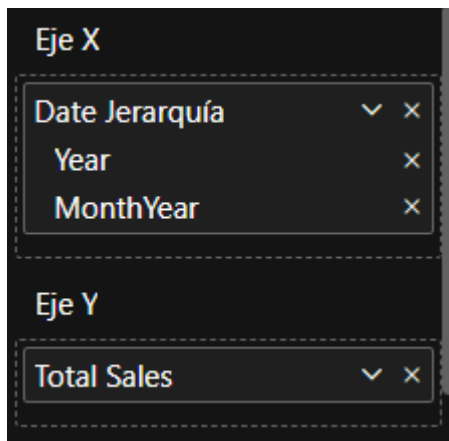 Eje X
Date Jerarquía
Year
MonthYear
Eje Y
Total Sales